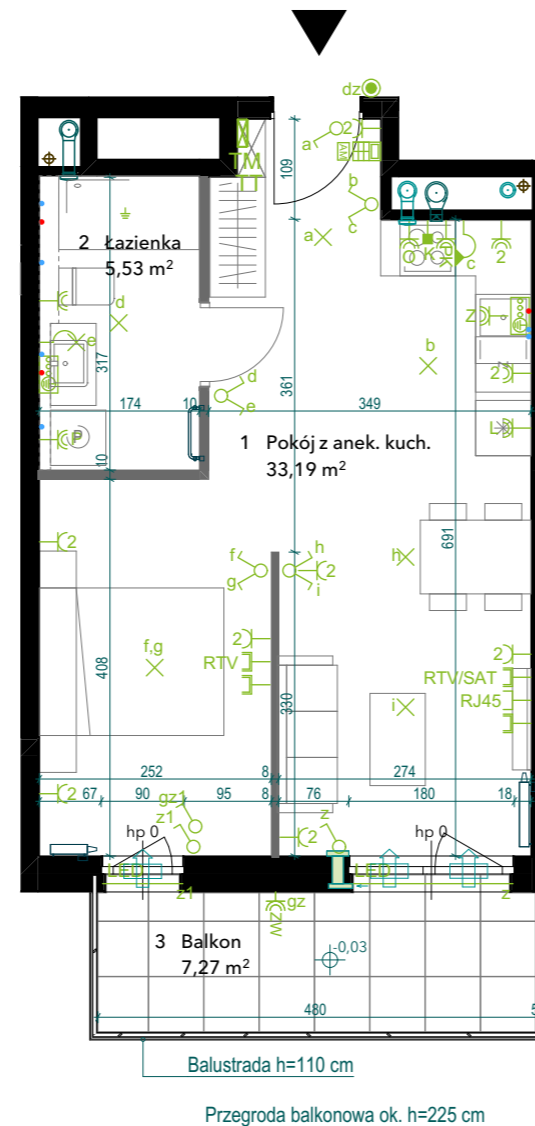 dz
2
a
AM
TM
109
b
c
a
O
K
d
c
2
2 Łazienka
5,53 m²
d
e
317
Z
b
361
2
d
e
174
10
349
P
10
L
1 Pokój z anek. kuch.
33,19 m²
691
2
f
g
h
2
i
h
408
f,g
2
RTV
2
RTV/SAT
RJ45
330
i
252
8
274
2
67
90
95
8
76
180
18
gz1
z1
2
z
hp 0
hp 0
LED
LED
z1
gz
z
ZW
3 Balkon
7,27 m²
-0,03
480
5
Balustrada h=110 cm
Przegroda balkonowa ok. h=225 cm